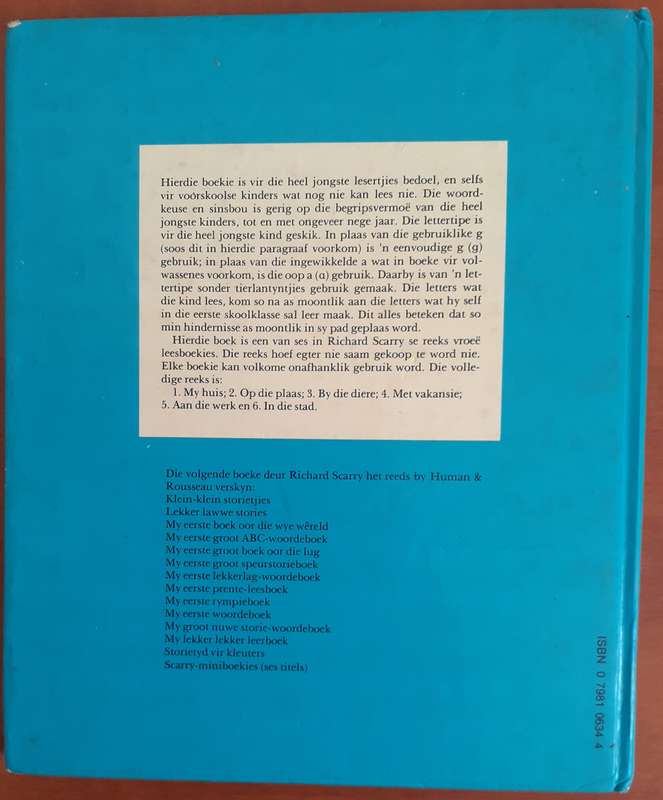 Hierdie boekie is vir die heel jongste lesertjies bedoel, en selfs
vir voorskoolse kinders wat nog nie kan lees nie. Die woord-
keuse en sinsbou is gerig op die begripsvermoë van die heel
jongste kinders, tot en met ongeveer nege jaar. Die lettertipe is
vir die heel jongste kind geskik. In plaas van die gebruiklike g
(soos dit in hierdie paragraaf voorkom) is 'n eenvoudige g (g)
gebruik; in plaas van die ingewikkelde a wat in boeke vir vol-
wassenes voorkom, is die oop a (ɑ) gebruik. Daarby is van 'n let-
tertipe sonder tierlantyntjies gebruik gemaak. Die letters wat
die kind lees, kom so na as moontlik aan die letters wat hy self
in die eerste skoolklasse sal leer maak. Dit alles beteken dat so
min hindernisse as moontlik in sy pad geplaas word.
Hierdie boek is een van ses in Richard Scarry se reeks vroeë
leesboekies. Die reeks hoef egter nie saam gekoop te word nie.
Elke boekie kan volkome onafhanklik gebruik word. Die volle-
dige reeks is:
1. My huis; 2. Op die plaas; 3. By die diere; 4. Met vakansie;
5. Aan die werk en 6. In die stad.
Die volgende boeke deur Richard Scarry het reeds by Human &
Rousseau verskyn:
Klein-klein storietjies
Lekker lawwe stories
My eerste boek oor die wye wêreld
My eerste groot ABC-woordeboek
My eerste groot boek oor die lug
My eerste groot speurstorieboek
My eerste lekkerlag-woordeboek
My eerste prente-leesboek
My eerste rympieboek
My eerste woordeboek
My groot nuwe storie-woordeboek
My lekker lekker leerboek
Storietyd vir kleuters
Scarry-miniboekies (ses titels)
ISBN 0 7981 0634 4